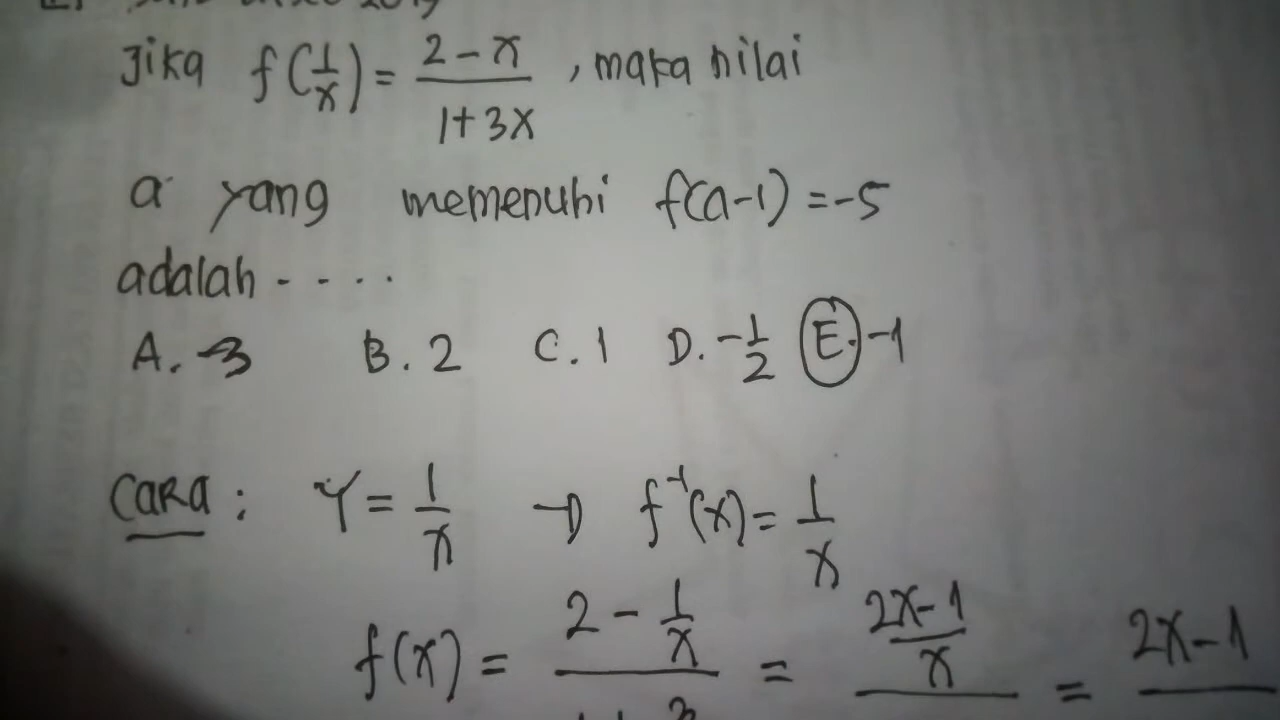 Jika f(1/x) = 2-x / 1+3x , maka nilai
a yang memenuhi f(a-1) = -5
adalah - - - -
A. -3 B. 2 C. 1 D. -1/2 E. -1
CARA : Y = 1/x → f⁻¹(x) = 1/x
f(x) = 2 - 1/x = 2x-1 / x = 2x-1